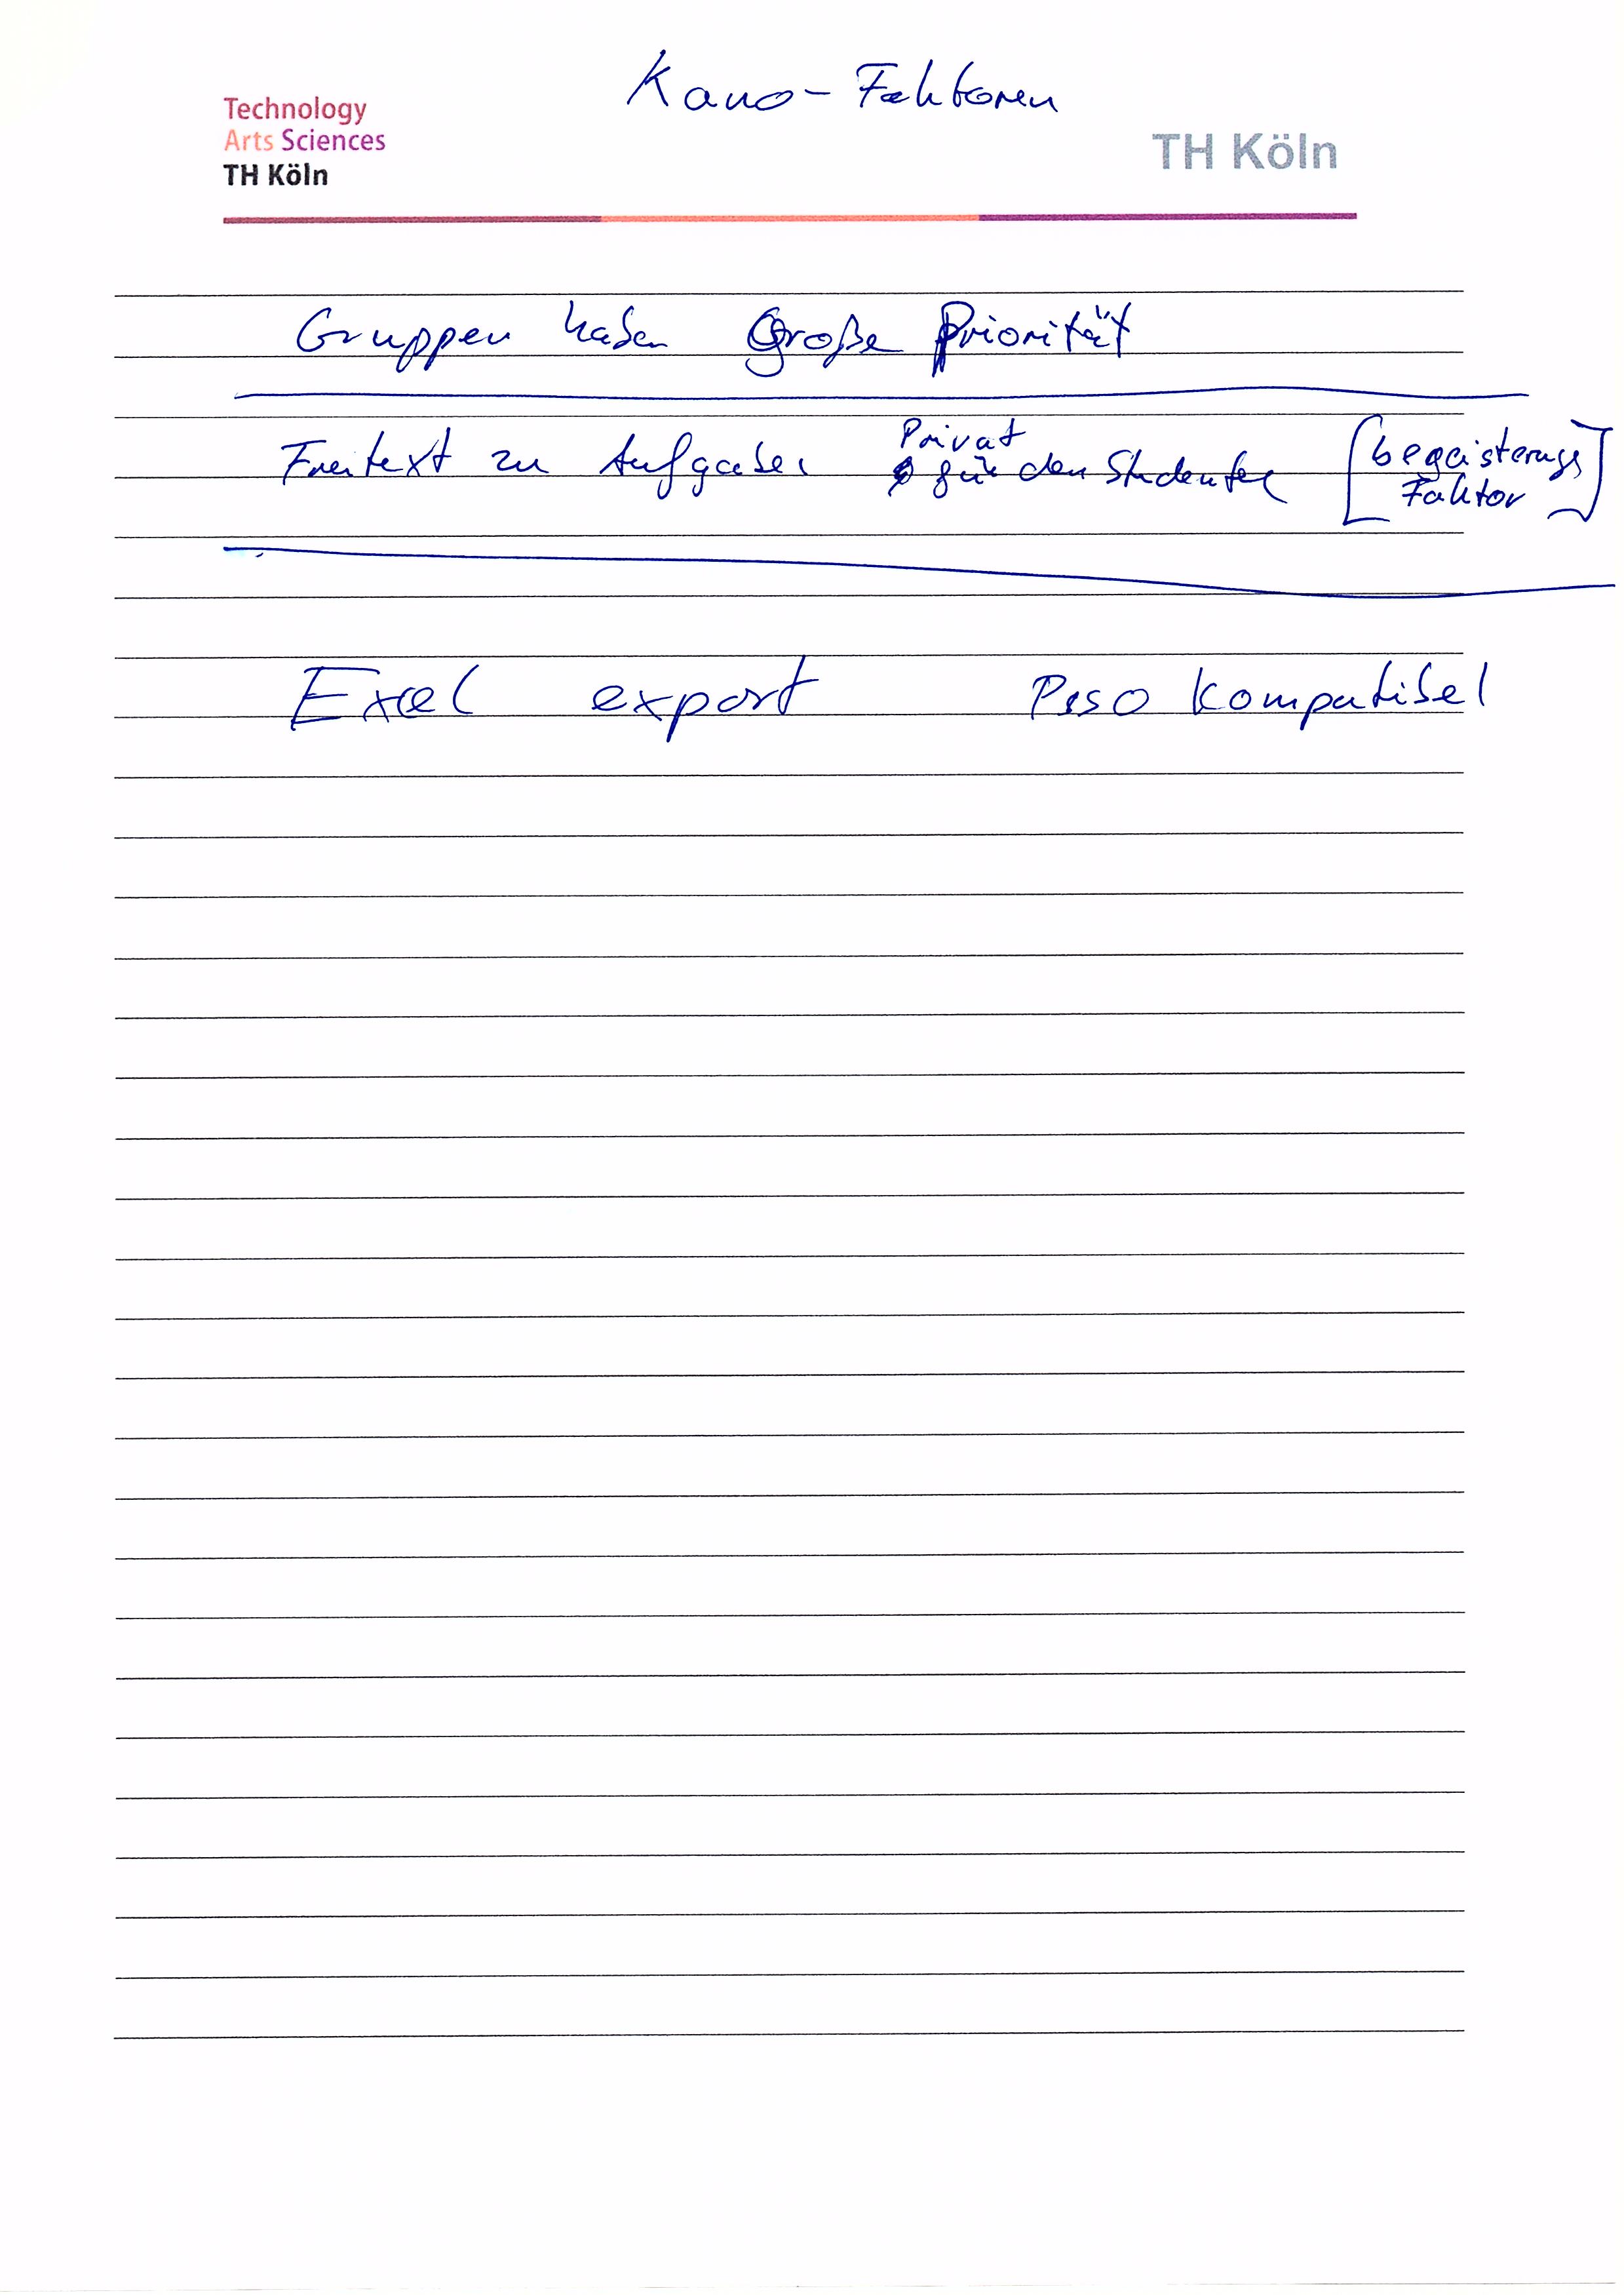 Kano-Faktoren
Technology
Arts Sciences
TH Köln
TH Köln
Gruppen haben Große Priorität
Freitext zu Aufgaben Privat für den Studenten [begeisterungs
Faktor]
Excel export PSSO kompatibel